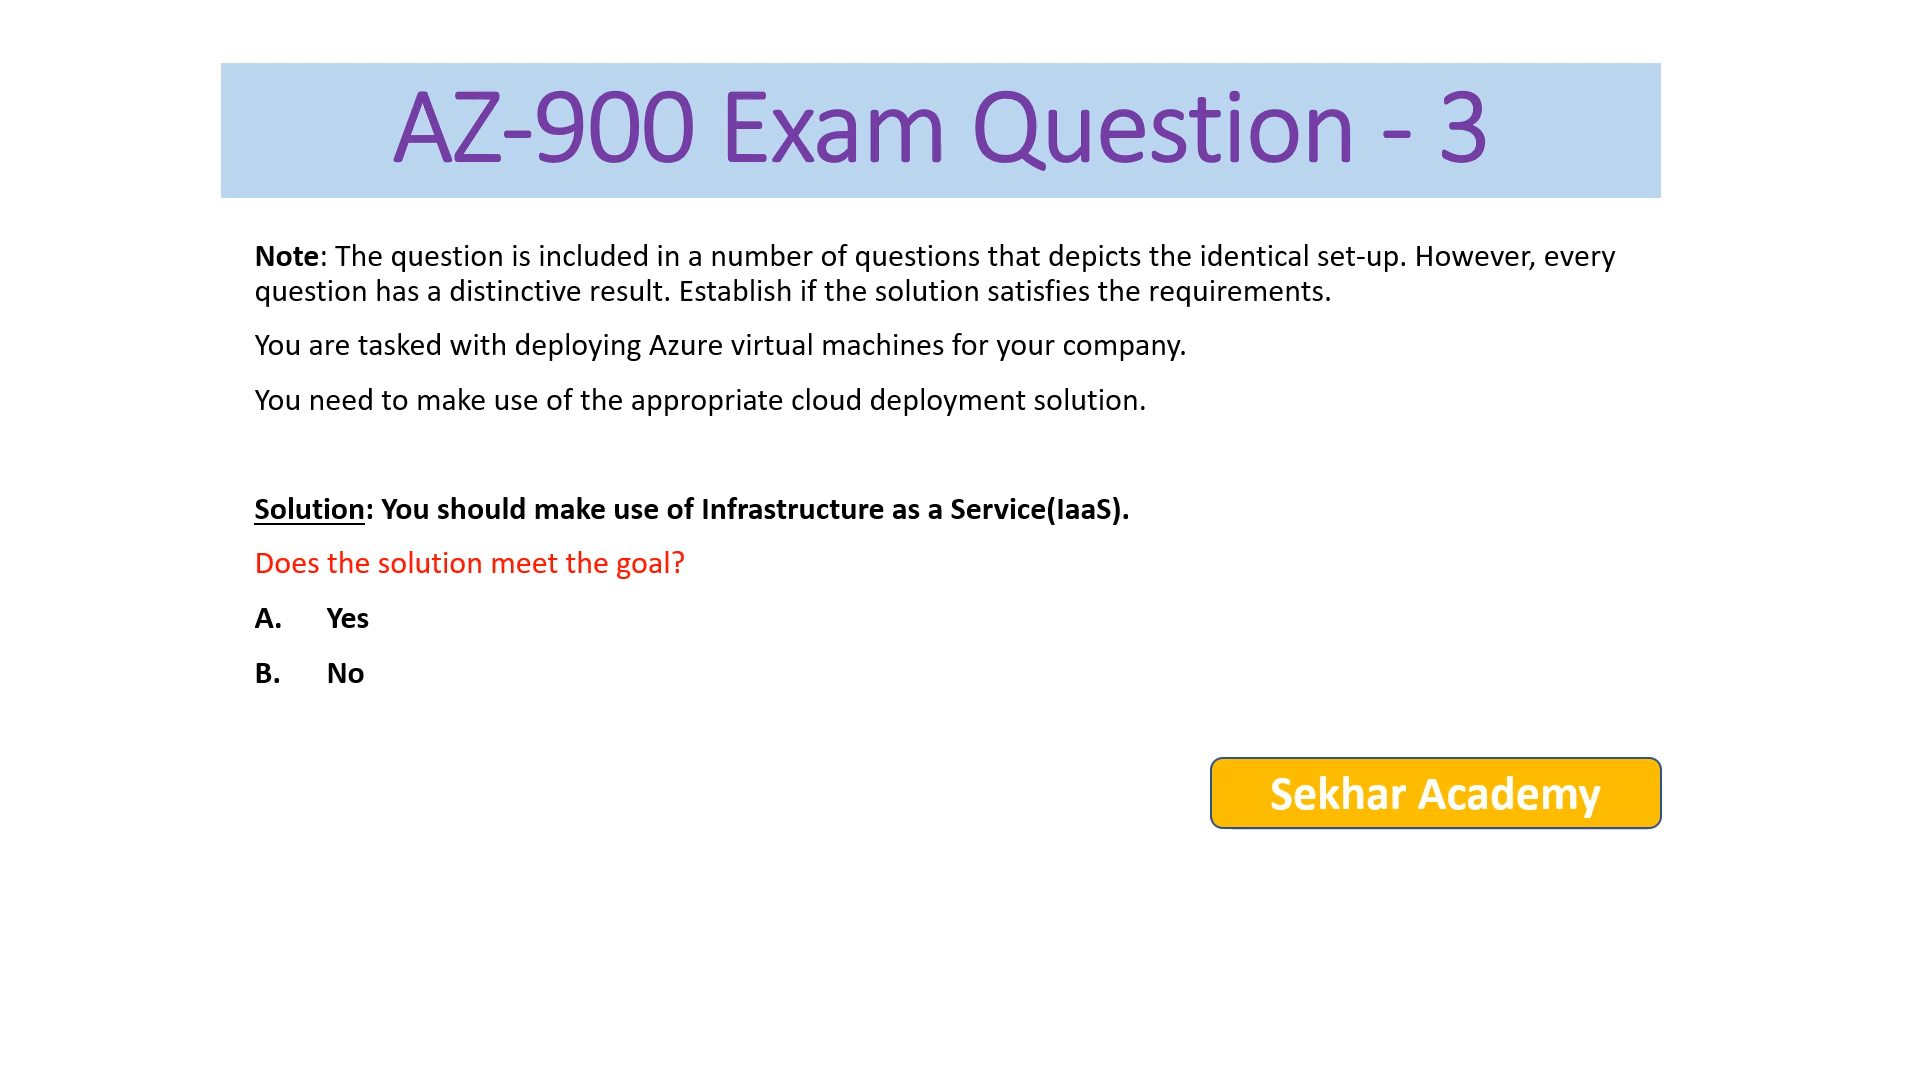 AZ-900 Exam Question - 3
Note: The question is included in a number of questions that depicts the identical set-up. However, every
question has a distinctive result. Establish if the solution satisfies the requirements.
You are tasked with deploying Azure virtual machines for your company.
You need to make use of the appropriate cloud deployment solution.
Solution: You should make use of Infrastructure as a Service(IaaS).
Does the solution meet the goal?
A. Yes
B. No
Sekhar Academy